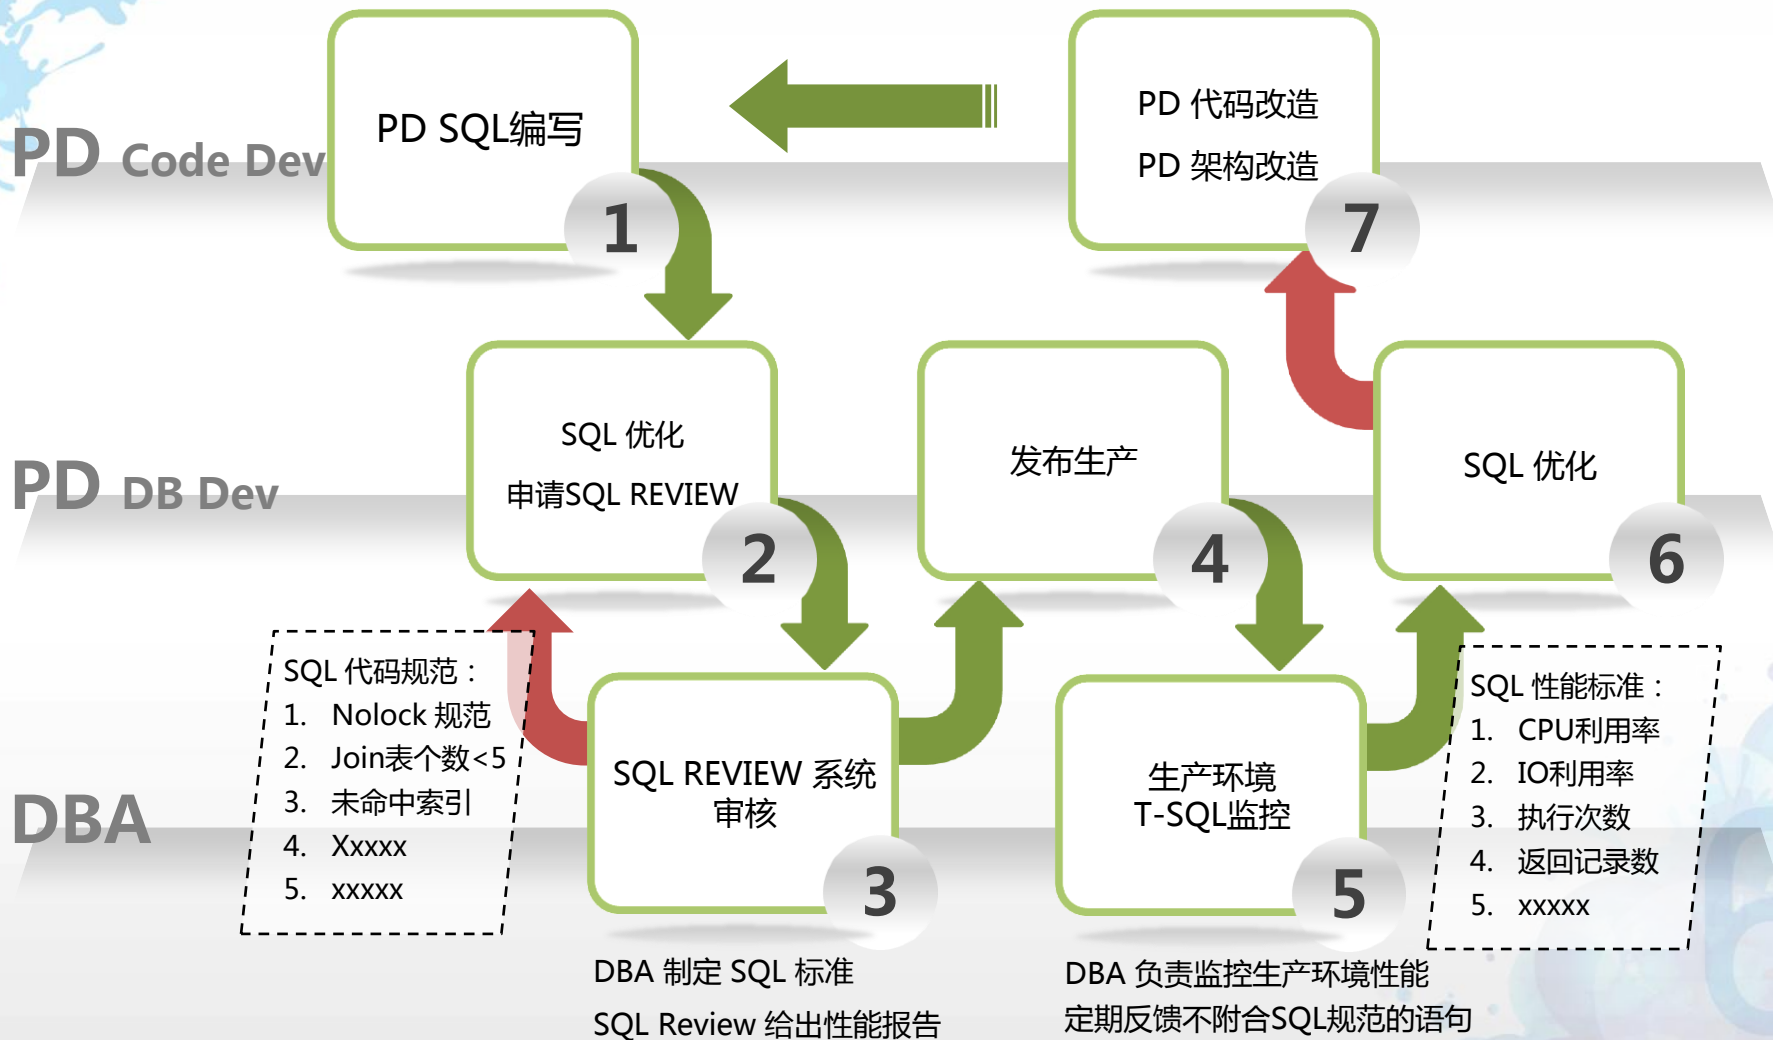 PD Code Dev
PD SQL编写
1
PD 代码改造
PD 架构改造
7
PD DB Dev
SQL 优化
申请SQL REVIEW
2
发布生产
4
SQL 优化
6
DBA
SQL 代码规范：
1. Nolock 规范
2. Join表个数<5
3. 未命中索引
4. Xxxxx
5. xxxxx
SQL REVIEW 系统
审核
3
DBA 制定 SQL 标准
SQL Review 给出性能报告
生产环境
T-SQL监控
5
DBA 负责监控生产环境性能
定期反馈不附合SQL规范的语句
SQL 性能标准：
1. CPU利用率
2. IO利用率
3. 执行次数
4. 返回记录数
5. xxxxx